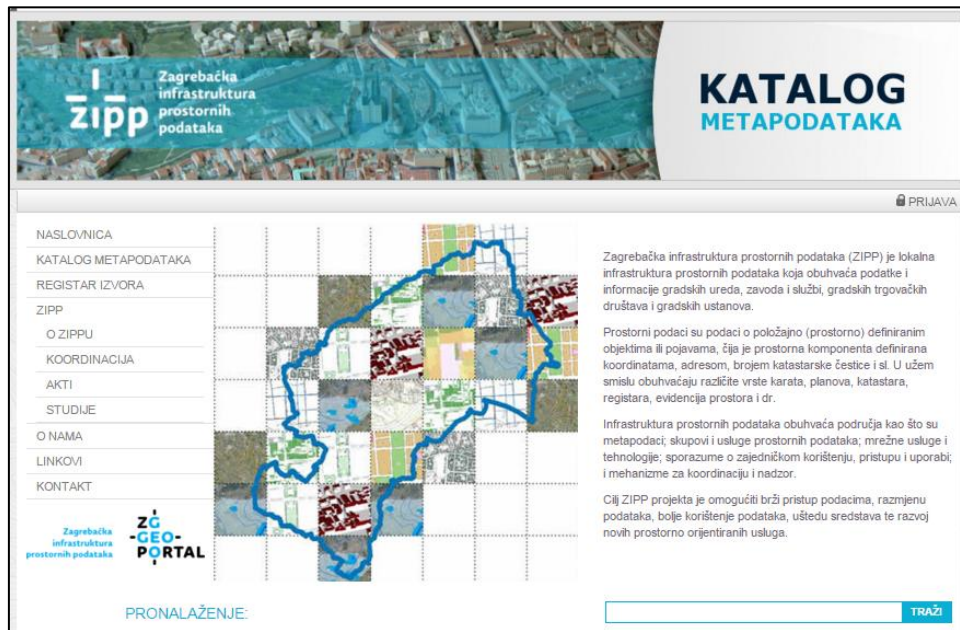 zipp
Zagrebačka
infrastruktura
prostornih
podataka
KATALOG
METAPODATAKA
PRIJAVA
NASLOVNICA
KATALOG METAPODATAKA
REGISTAR IZVORA
ZIPP
O ZIPPU
KOORDINACIJA
AKTI
STUDIJE
O NAMA
LINKOVI
KONTAKT
Zagrebačka
infrastruktura
prostornih podataka
ZG
-GEO-
PORTAL
Zagrebačka infrastruktura prostornih podataka (ZIPP) je lokalna
infrastruktura prostornih podataka koja obuhvaća podatke i
informacije gradskih ureda, zavoda i službi, gradskih trgovačkih
društava i gradskih ustanova.
Prostorni podaci su podaci o položajno (prostorno) definiranim
objektima ili pojavama, čija je prostorna komponenta definirana
koordinatama, adresom, brojem katastarske čestice i sl. U užem
smislu obuhvaćaju različite vrste karata, planova, katastara,
registara, evidencija prostora i dr.
Infrastruktura prostornih podataka obuhvaća područja kao što su
metapodaci; skupovi i usluge prostornih podataka; mrežne usluge i
tehnologije; sporazume o zajedničkom korištenju, pristupu i uporabi;
i mehanizme za koordinaciju i nadzor.
Cilj ZIPP projekta je omogućiti brži pristup podacima, razmjenu
podataka, bolje korištenje podataka, uštedu sredstava te razvoj
novih prostorno orijentiranih usluga.
PRONALAŽENJE:
TRAŽI